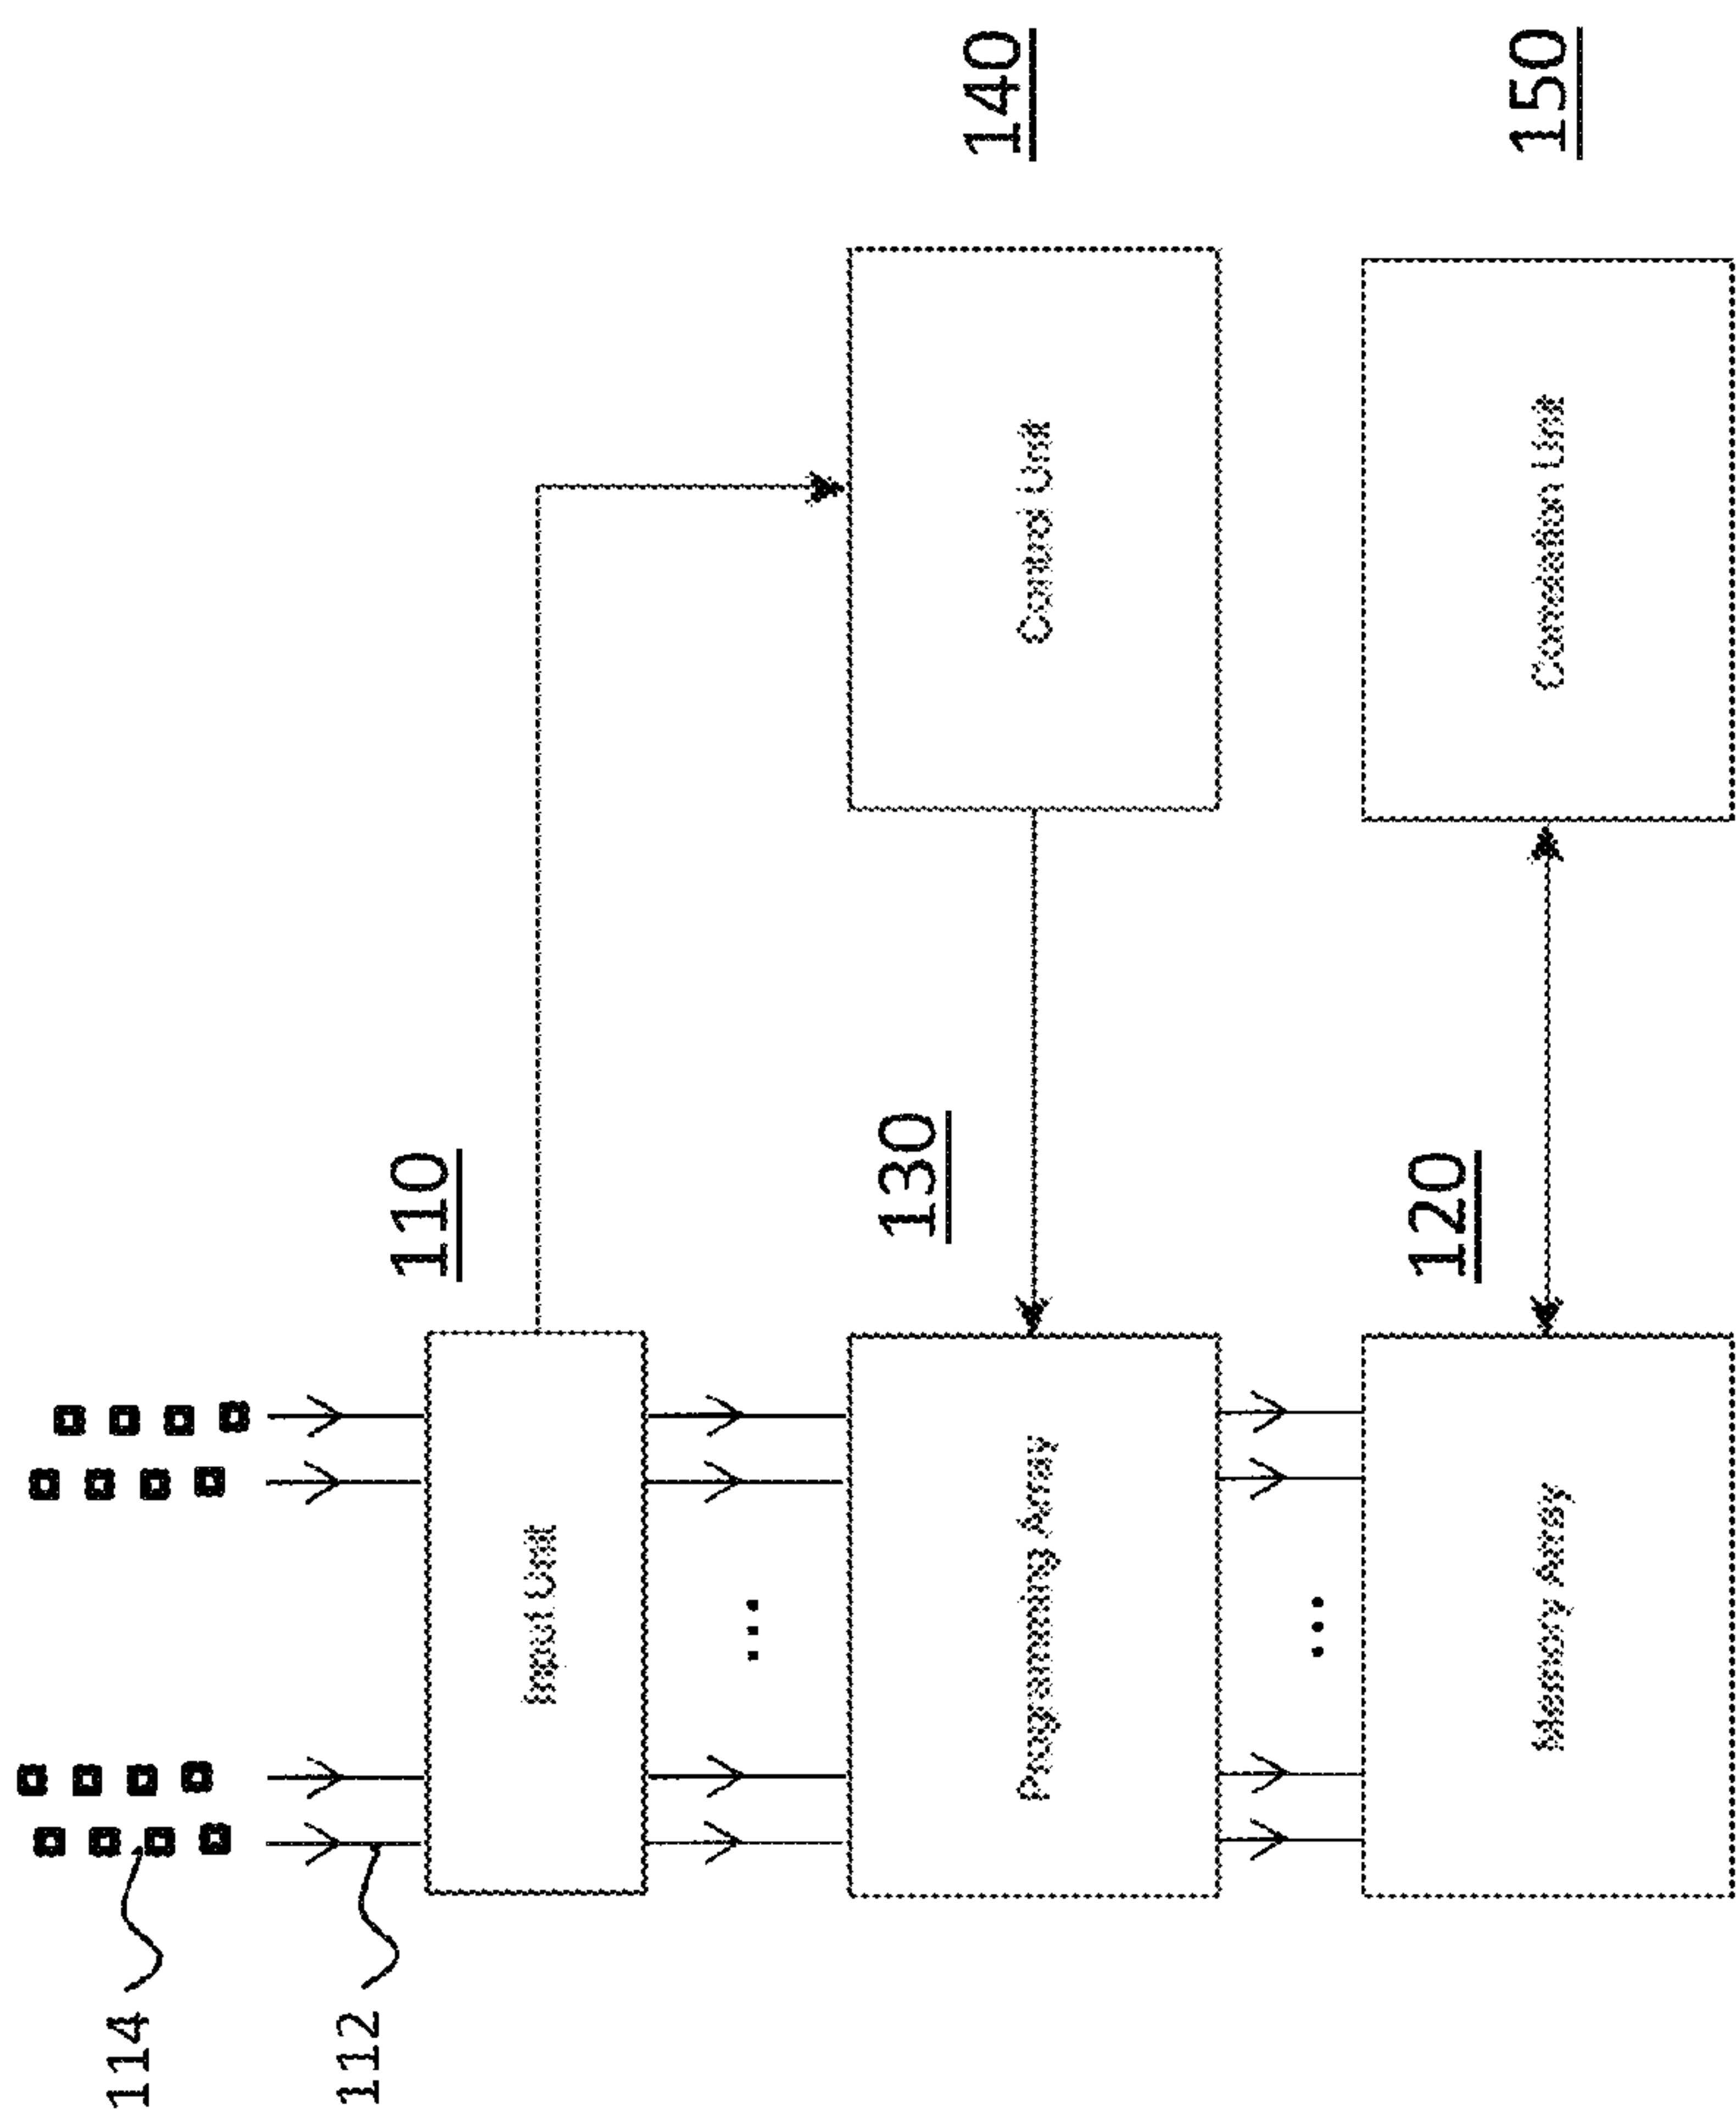 114
112
110
Input Unit
...
130
Programming Array
140
Control Unit
...
120
Memory Array
150
Correlation Unit